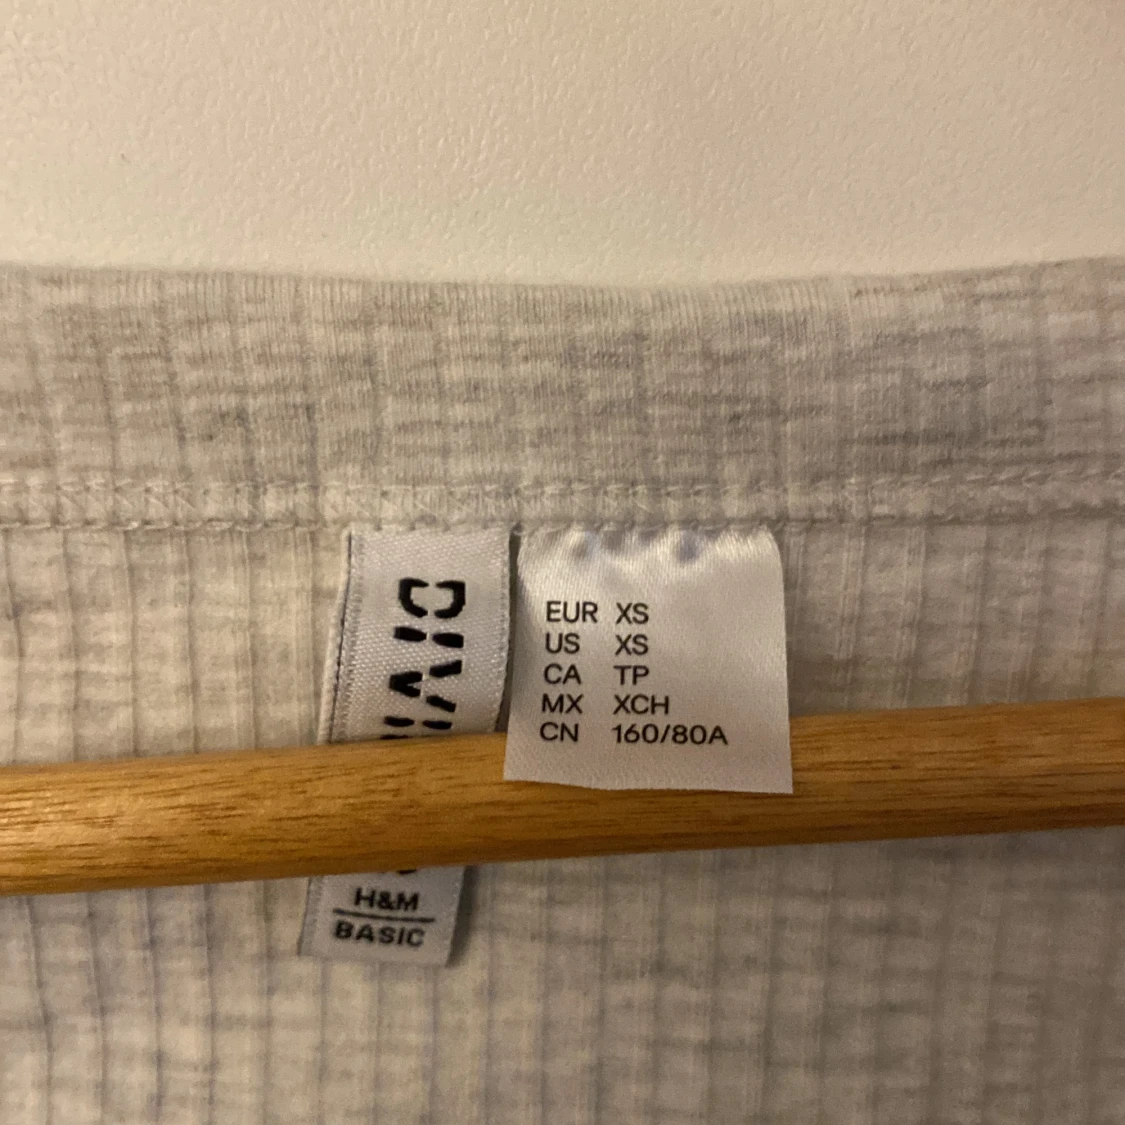 EUR XS
US XS
CA TP
MX XCH
CN 160/80A
H&M
BASIC